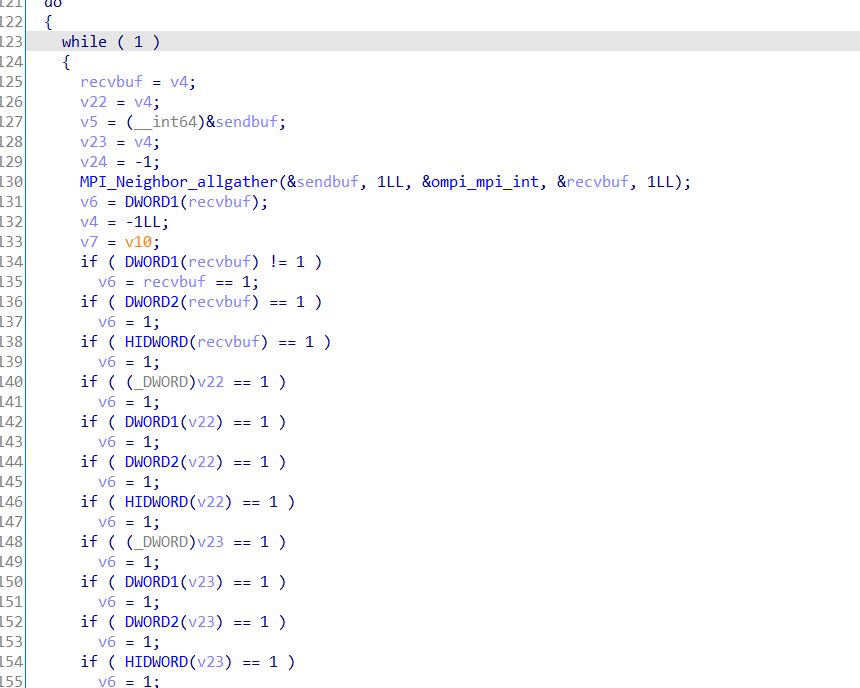 121 do
122 {
123 while ( 1 )
124 {
125 recvbuf = v4;
126 v22 = v4;
127 v5 = (__int64)&sendbuf;
128 v23 = v4;
129 v24 = -1;
130 MPI_Neighbor_allgather(&sendbuf, 1LL, &ompi_mpi_int, &recvbuf, 1LL);
131 v6 = DWORD1(recvbuf);
132 v4 = -1LL;
133 v7 = v10;
134 if ( DWORD1(recvbuf) != 1 )
135 v6 = recvbuf == 1;
136 if ( DWORD2(recvbuf) == 1 )
137 v6 = 1;
138 if ( HIDWORD(recvbuf) == 1 )
139 v6 = 1;
140 if ( (_DWORD)v22 == 1 )
141 v6 = 1;
142 if ( DWORD1(v22) == 1 )
143 v6 = 1;
144 if ( DWORD2(v22) == 1 )
145 v6 = 1;
146 if ( HIDWORD(v22) == 1 )
147 v6 = 1;
148 if ( (_DWORD)v23 == 1 )
149 v6 = 1;
150 if ( DWORD1(v23) == 1 )
151 v6 = 1;
152 if ( DWORD2(v23) == 1 )
153 v6 = 1;
154 if ( HIDWORD(v23) == 1 )
155 v6 = 1;